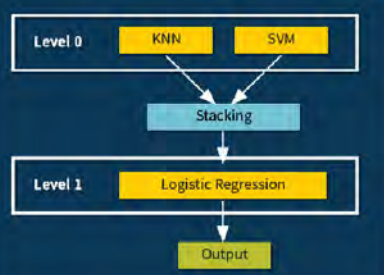 Level 0
KNN
SVM
Stacking
Level 1
Logistic Regression
Output